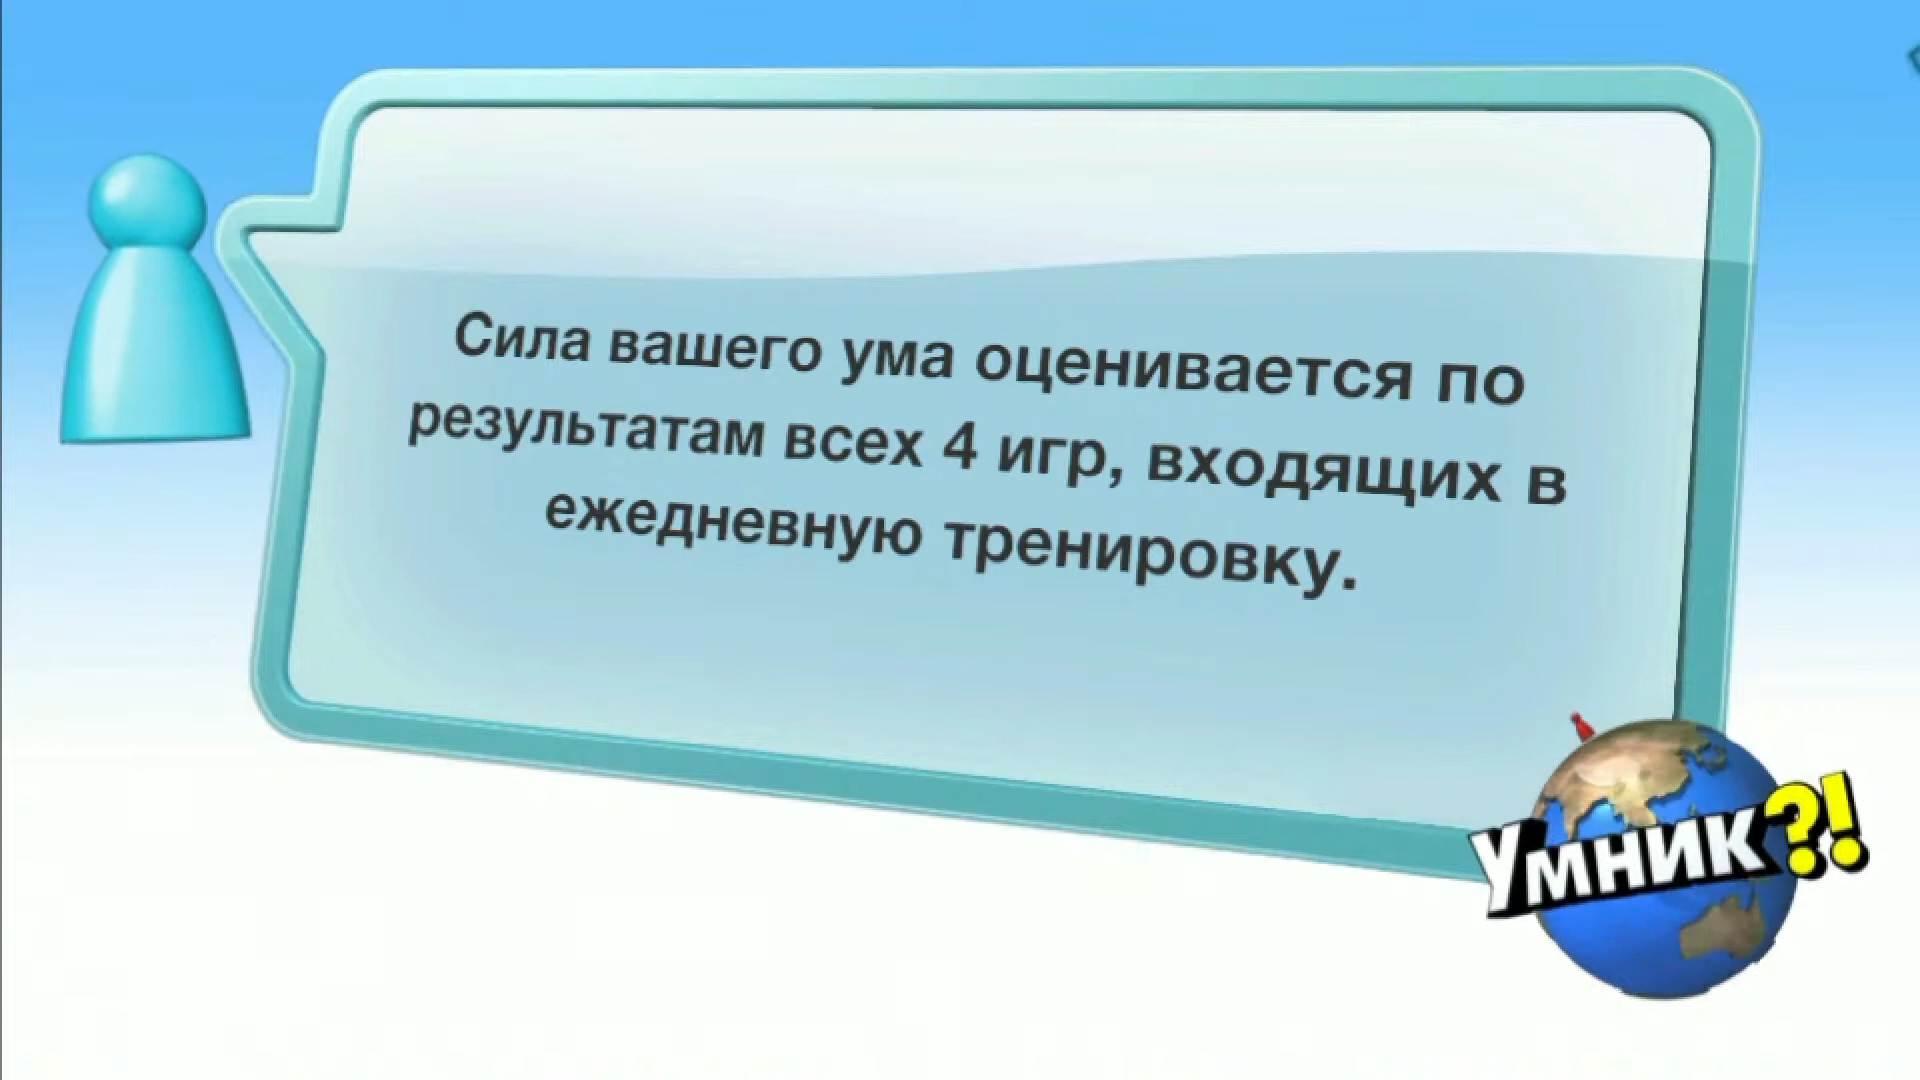 Сила вашего ума оценивается по
результатам всех 4 игр, входящих в
ежедневную тренировку.
Умник?!